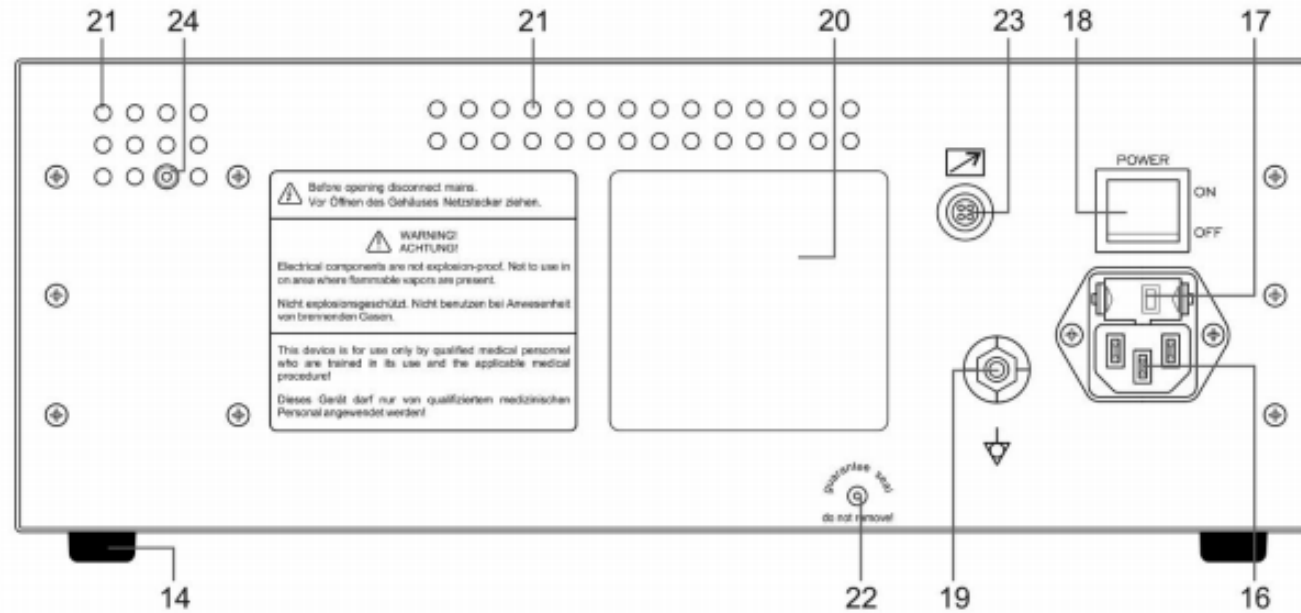 21 24 21 20 23 18 17
POWER
ON
OFF
Before opening disconnect mains.
Vor Öffnen des Gehäuses Netzstecker ziehen.
WARNING!
ACHTUNG!
Electrical components are not explosion-proof. Not to use in
on area where flammable vapors are present.
Nicht explosionsgeschützt. Nicht benutzen bei Anwesenheit
von brennenden Gasen.
This device is for use only by qualified medical personnel
who are trained in its use and the applicable medical
procedure!
Dieses Gerät darf nur von qualifiziertem medizinischen
Personal angewendet werden!
guarantee seal
do not remove!
14 22 19 16